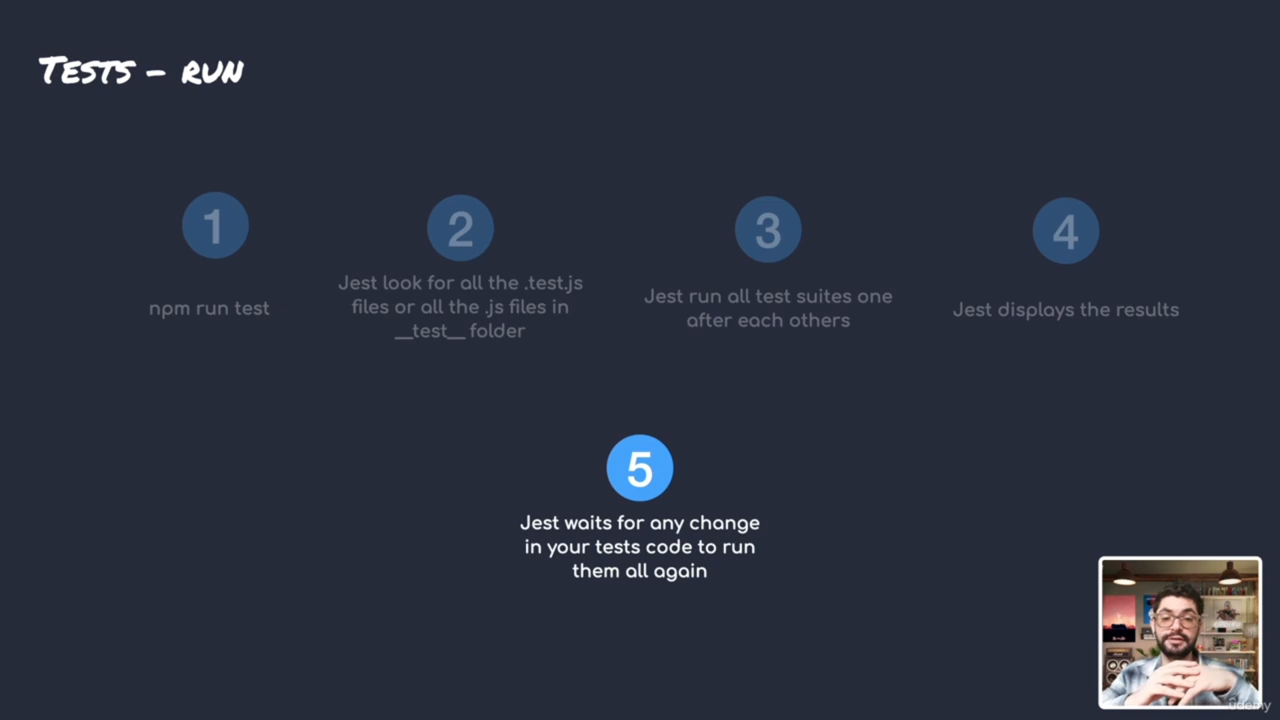 TESTS - RUN
1
npm run test
2
Jest look for all the .test.js
files or all the .js files in
__test__ folder
3
Jest run all test suites one
after each others
4
Jest displays the results
5
Jest waits for any change
in your tests code to run
them all again
udemy